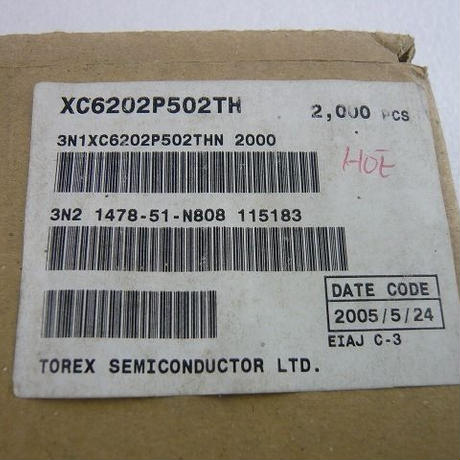 XC6202P502TH 2,000 PCS
3N1XC6202P502THN 2000
HOE
3N2 1478-51-N808 115183
DATE CODE
2005/5/24
EIAJ C-3
TOREX SEMICONDUCTOR LTD.